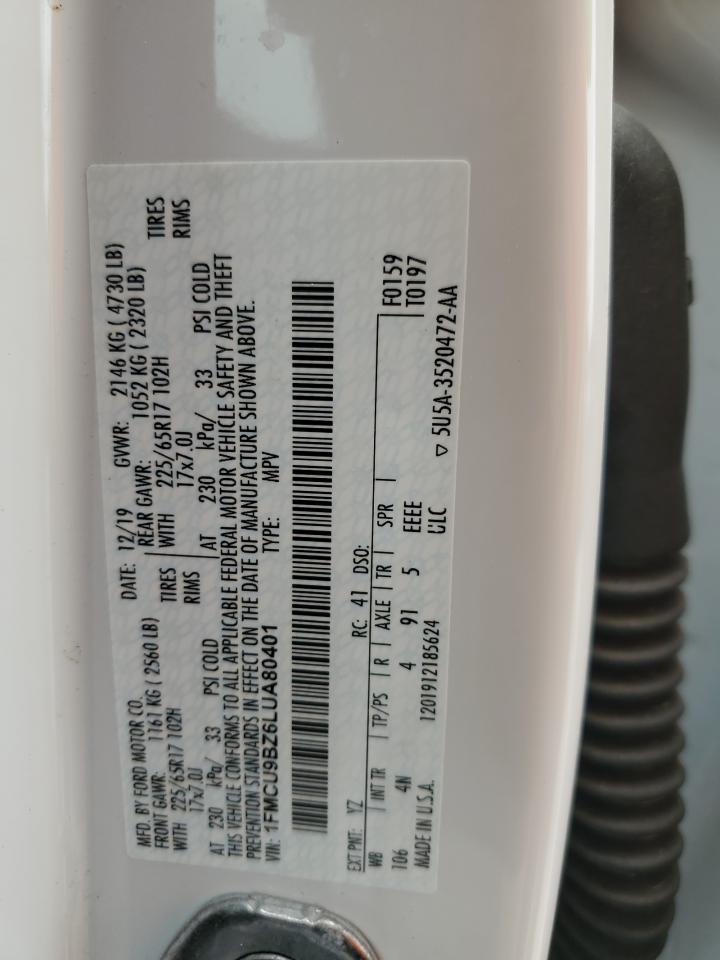 MFD. BY FORD MOTOR CO. DATE: 12/19 GVWR: 2146 KG ( 4730 LB)
FRONT GAWR: 1161 KG ( 2560 LB) REAR GAWR: 1052 KG ( 2320 LB)
WITH 225/65R17 102H TIRES WITH 225/65R17 102H TIRES
17x7.0J RIMS 17x7.0J RIMS
AT 230 kPa/ 33 PSI COLD AT 230 kPa/ 33 PSI COLD
THIS VEHICLE CONFORMS TO ALL APPLICABLE FEDERAL MOTOR VEHICLE SAFETY AND THEFT
PREVENTION STANDARDS IN EFFECT ON THE DATE OF MANUFACTURE SHOWN ABOVE.
VIN: 1FMCU9BZ6LUA80401 TYPE: MPV
EXT PNT: YZ RC: 41 DSO: F0159
WB INT TR TP/PS R AXLE TR SPR T0197
106 4N 4 91 5 EEEE
MADE IN U.S.A. 1201912185624 ULC 5U5A-3520472-AA